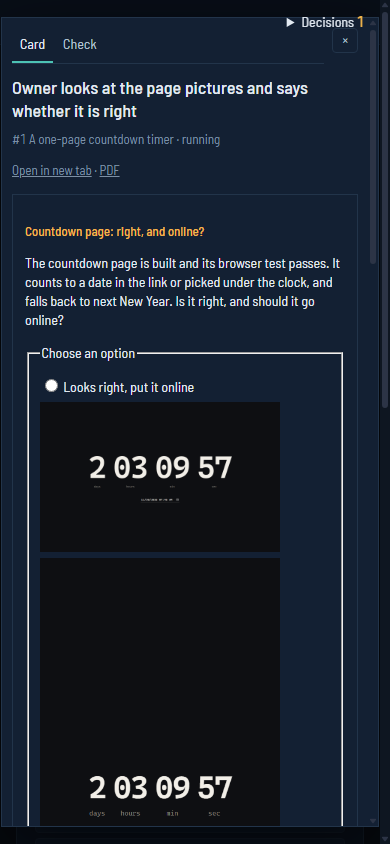 ▶ Decisions 1
Card Check ×
Owner looks at the page pictures and says
whether it is right
#1 A one-page countdown timer · running
Open in new tab · PDF
Countdown page: right, and online?
The countdown page is built and its browser test passes. It
counts to a date in the link or picked under the clock, and
falls back to next New Year. Is it right, and should it go
online?
Choose an option
Looks right, put it online
2 03 09 57
2 03 09 57
days hours min sec